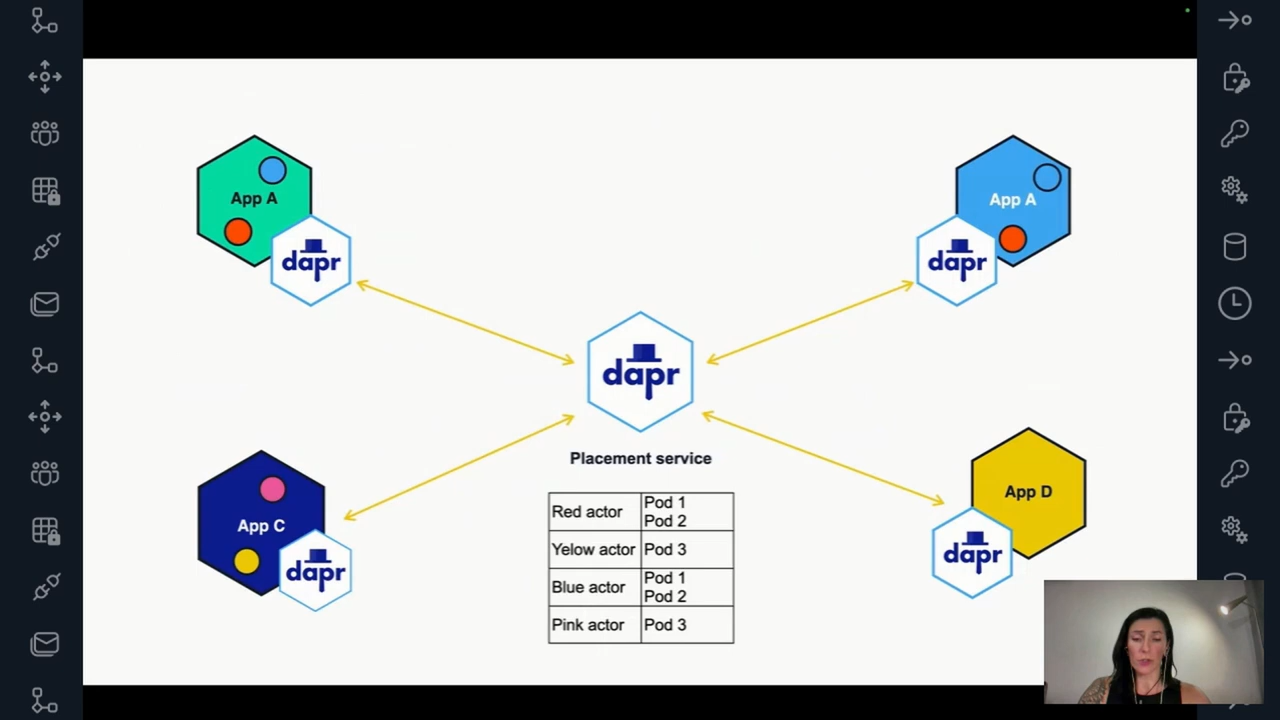 App A
dapr
App A
dapr
dapr
Placement service
Red actor
Pod 1
Pod 2
Yelow actor
Pod 3
Blue actor
Pod 1
Pod 2
Pink actor
Pod 3
App C
dapr
App D
dapr